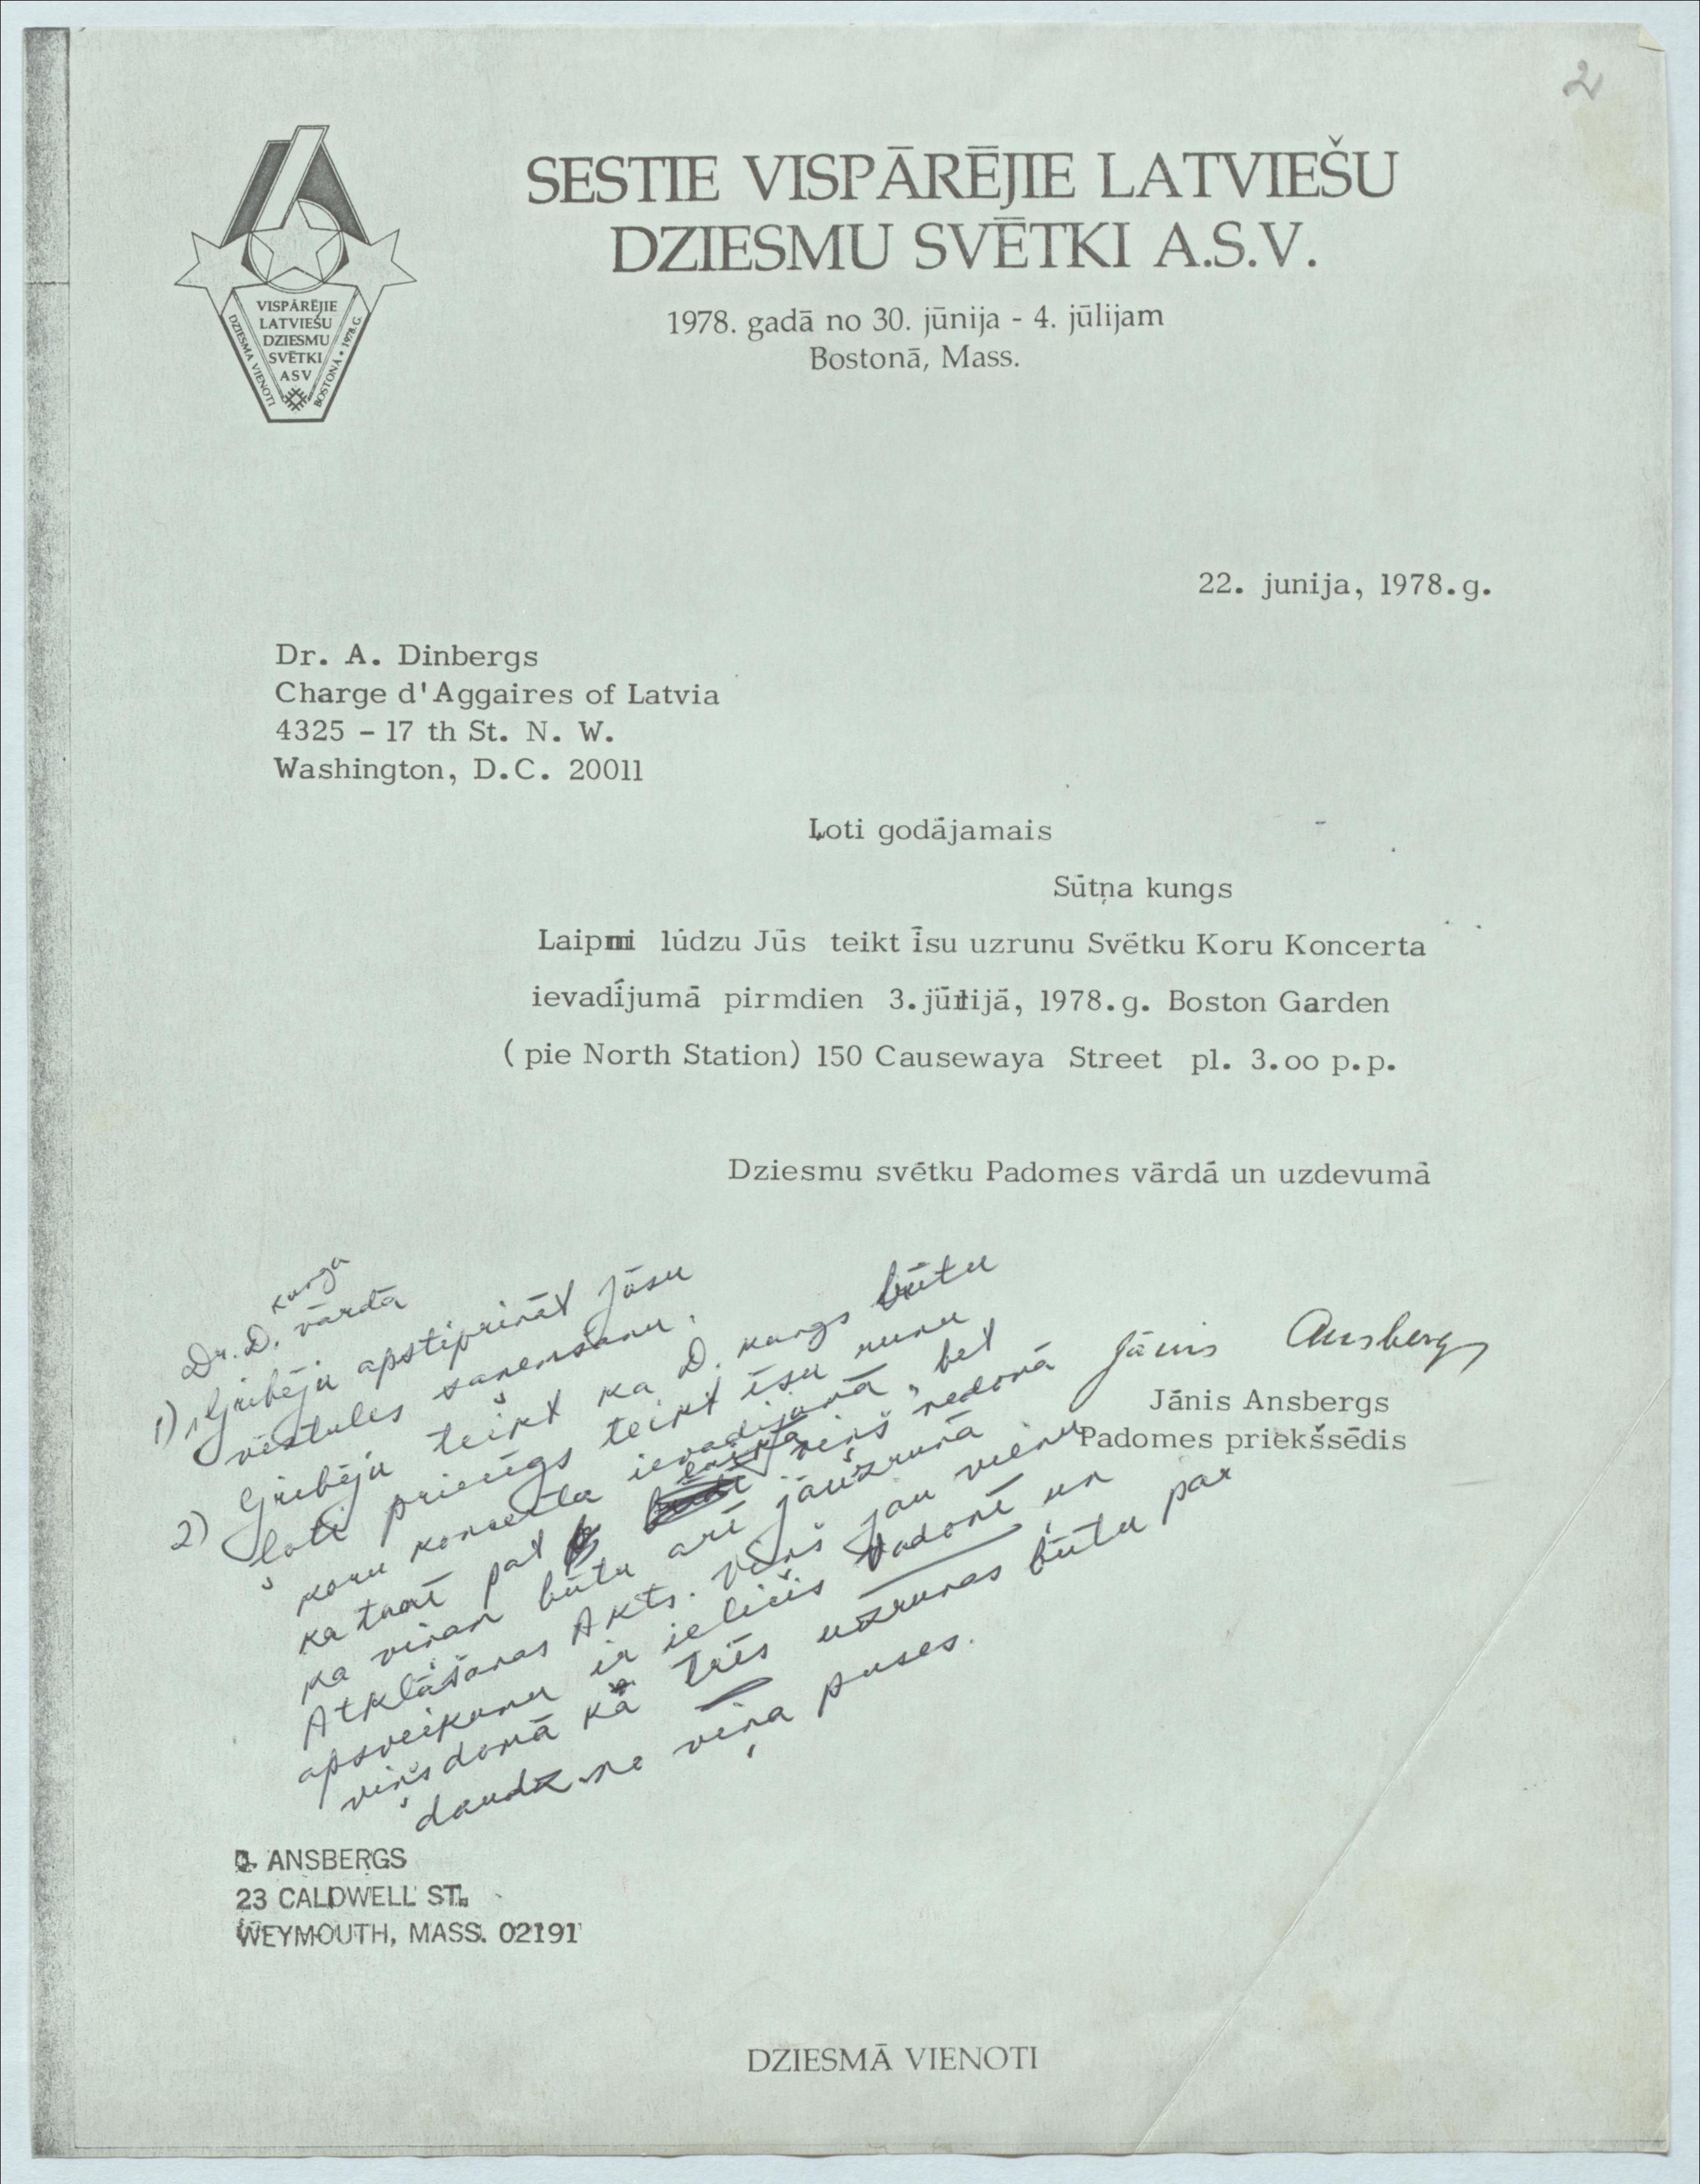 2
SESTIE VISPĀRĒJIE LATVIEŠU
DZIESMU SVĒTKI A.S.V.
1978. gadā no 30. jūnija - 4. jūlijam
Bostonā, Mass.
VISPĀRĒJIE
LATVIEŠU
DZIESMU
SVĒTKI
ASV
DZIESMĀ VIENOTI
BOSTONĀ • 1978.G.
22. junija, 1978.g.
Dr. A. Dinbergs
Charge d'Aggaires of Latvia
4325 - 17 th St. N. W.
Washington, D.C. 20011
Ļoti godājamais
Sūtņa kungs
Laipni lūdzu Jūs teikt īsu uzrunu Svētku Koru Koncerta
ievadījumā pirmdien 3. jūlijā, 1978.g. Boston Garden
( pie North Station) 150 Causewaya Street pl. 3.oo p.p.
Dziesmu svētku Padomes vārdā un uzdevumā
Jānis Ansbergs
Jānis Ansbergs
Padomes priekšsēdis
kunga
Dr. D. vārdā
1) Gribēju apstiprināt Jūsu
vēstules saņemšanu.
2) Gribēju teikt ka D. kungs būtu
ļoti priecīgs teikt īsu runu
koru koncerta ievadījumā, bet
ka tanī pat laikā viņš nedomā
ka viņam būtu arī jāuzrunā
Atklāšanas Akts. Viņš jau vienu
apsveikumu ir ielicis Vadonī un
viņš domā kā trīs uzrunas būtu par
daudz no viņa puses.
J. ANSBERGS
23 CALDWELL ST.
WEYMOUTH, MASS. 02191
DZIESMĀ VIENOTI